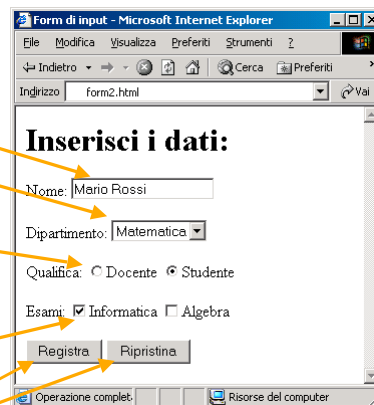 Form di input - Microsoft Internet Explorer
File Modifica Visualizza Preferiti Strumenti ?
Indietro Cerca Preferiti
Indirizzo form2.html Vai
Inserisci i dati:
Nome: Mario Rossi
Dipartimento: Matematica
Qualifica: Docente Studente
Esami: Informatica Algebra
Registra Ripristina
Operazione complet. Risorse del computer